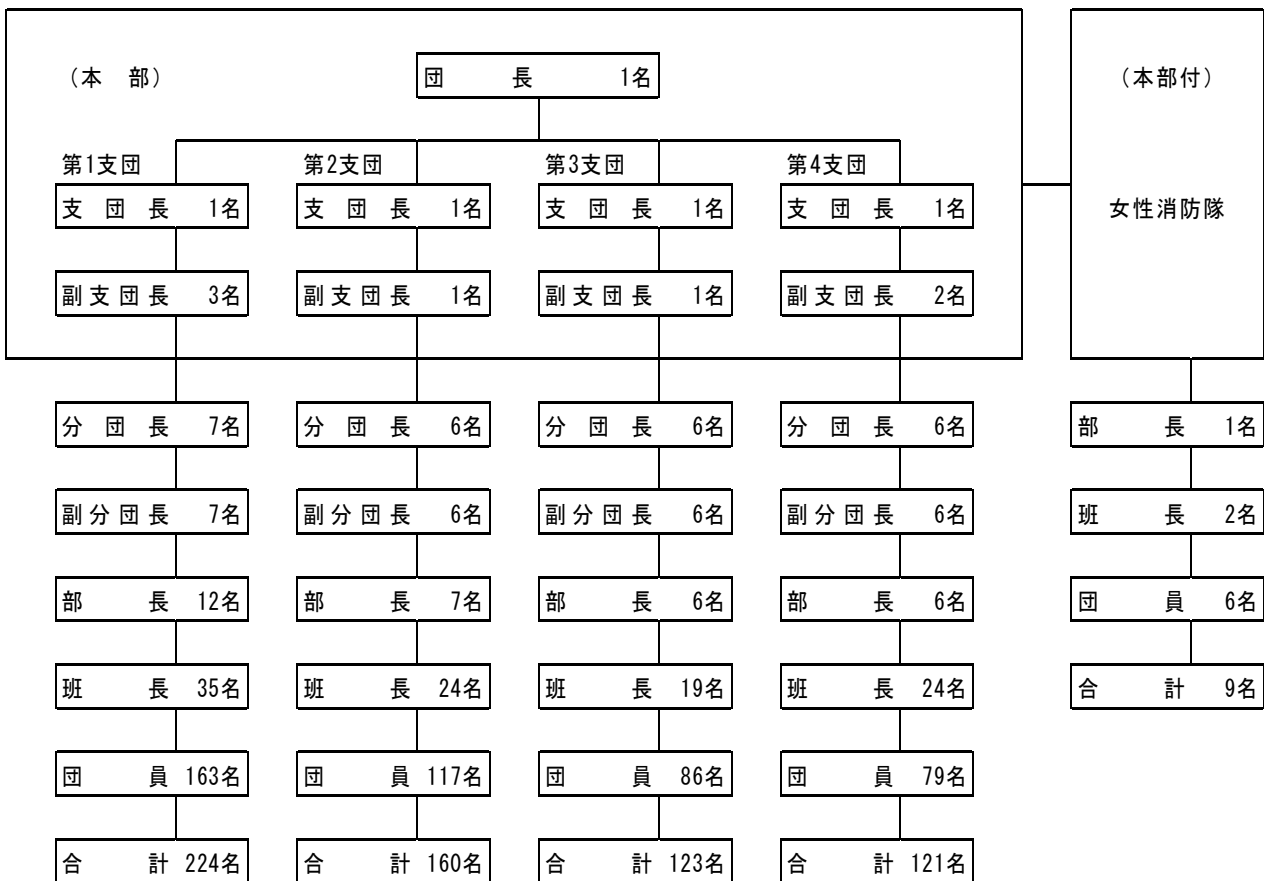 （本　部）　団　　長　　1名　（本部付）
第1支団　第2支団　第3支団　第4支団
支　団　長　1名　支　団　長　1名　支　団　長　1名　支　団　長　1名　女性消防隊
副支団長　3名　副支団長　1名　副支団長　1名　副支団長　2名
分　団　長　7名　分　団　長　6名　分　団　長　6名　分　団　長　6名　部　　長　1名
副分団長　7名　副分団長　6名　副分団長　6名　副分団長　6名　班　　長　2名
部　　長　12名　部　　長　7名　部　　長　6名　部　　長　6名　団　　員　6名
班　　長　35名　班　　長　24名　班　　長　19名　班　　長　24名　合　　計　9名
団　　員　163名　団　　員　117名　団　　員　86名　団　　員　79名
合　　計　224名　合　　計　160名　合　　計　123名　合　　計　121名